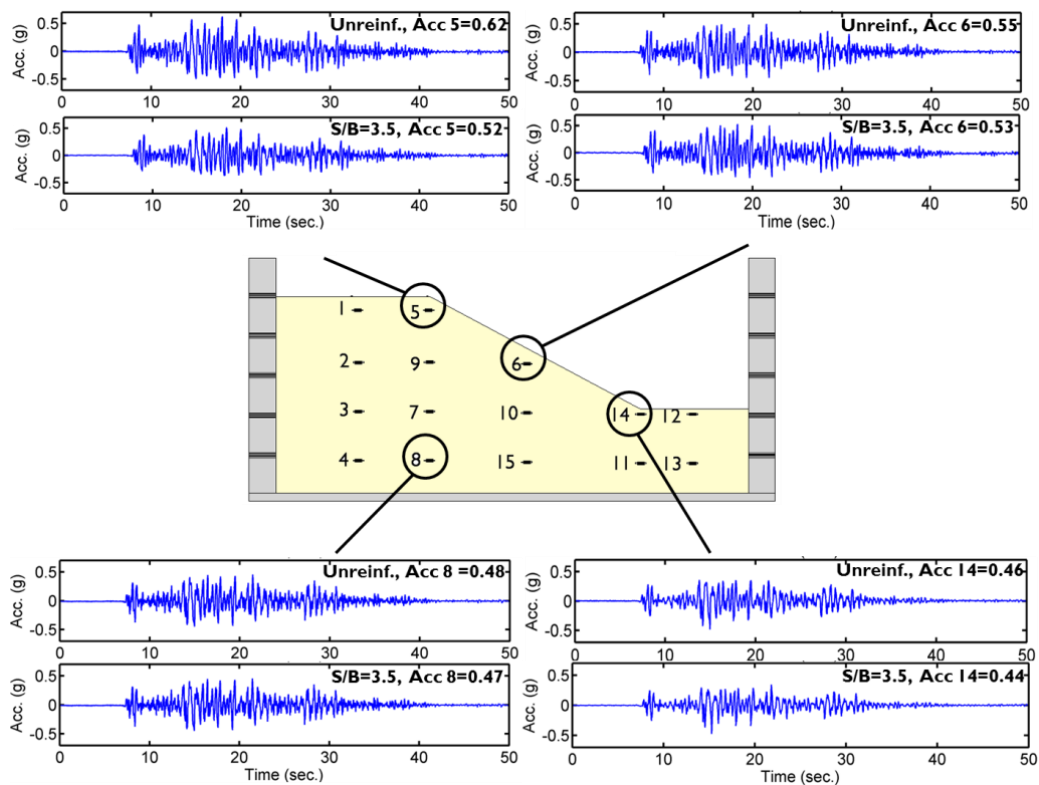 Unreinf., Acc 5=0.62
Acc. (g)
0.5
0
-0.5
0 10 20 30 40 50
S/B=3.5, Acc 5=0.52
Acc. (g)
0.5
0
-0.5
0 10 20 30 40 50
Time (sec.)
Unreinf., Acc 6=0.55
0.5
0
-0.5
0 10 20 30 40 50
S/B=3.5, Acc 6=0.53
0.5
0
-0.5
0 10 20 30 40 50
Time (sec.)
1 5
2 9 6
3 7 10 14 12
4 8 15 11 13
Unreinf., Acc 8 =0.48
Acc. (g)
0.5
0
-0.5
0 10 20 30 40 50
S/B=3.5, Acc 8=0.47
Acc. (g)
0.5
0
-0.5
0 10 20 30 40 50
Time (sec.)
Unreinf., Acc 14=0.46
Acc. (g)
0.5
0
-0.5
0 10 20 30 40 50
S/B=3.5, Acc 14=0.44
Acc. (g)
0.5
0
-0.5
0 10 20 30 40 50
Time (sec.)